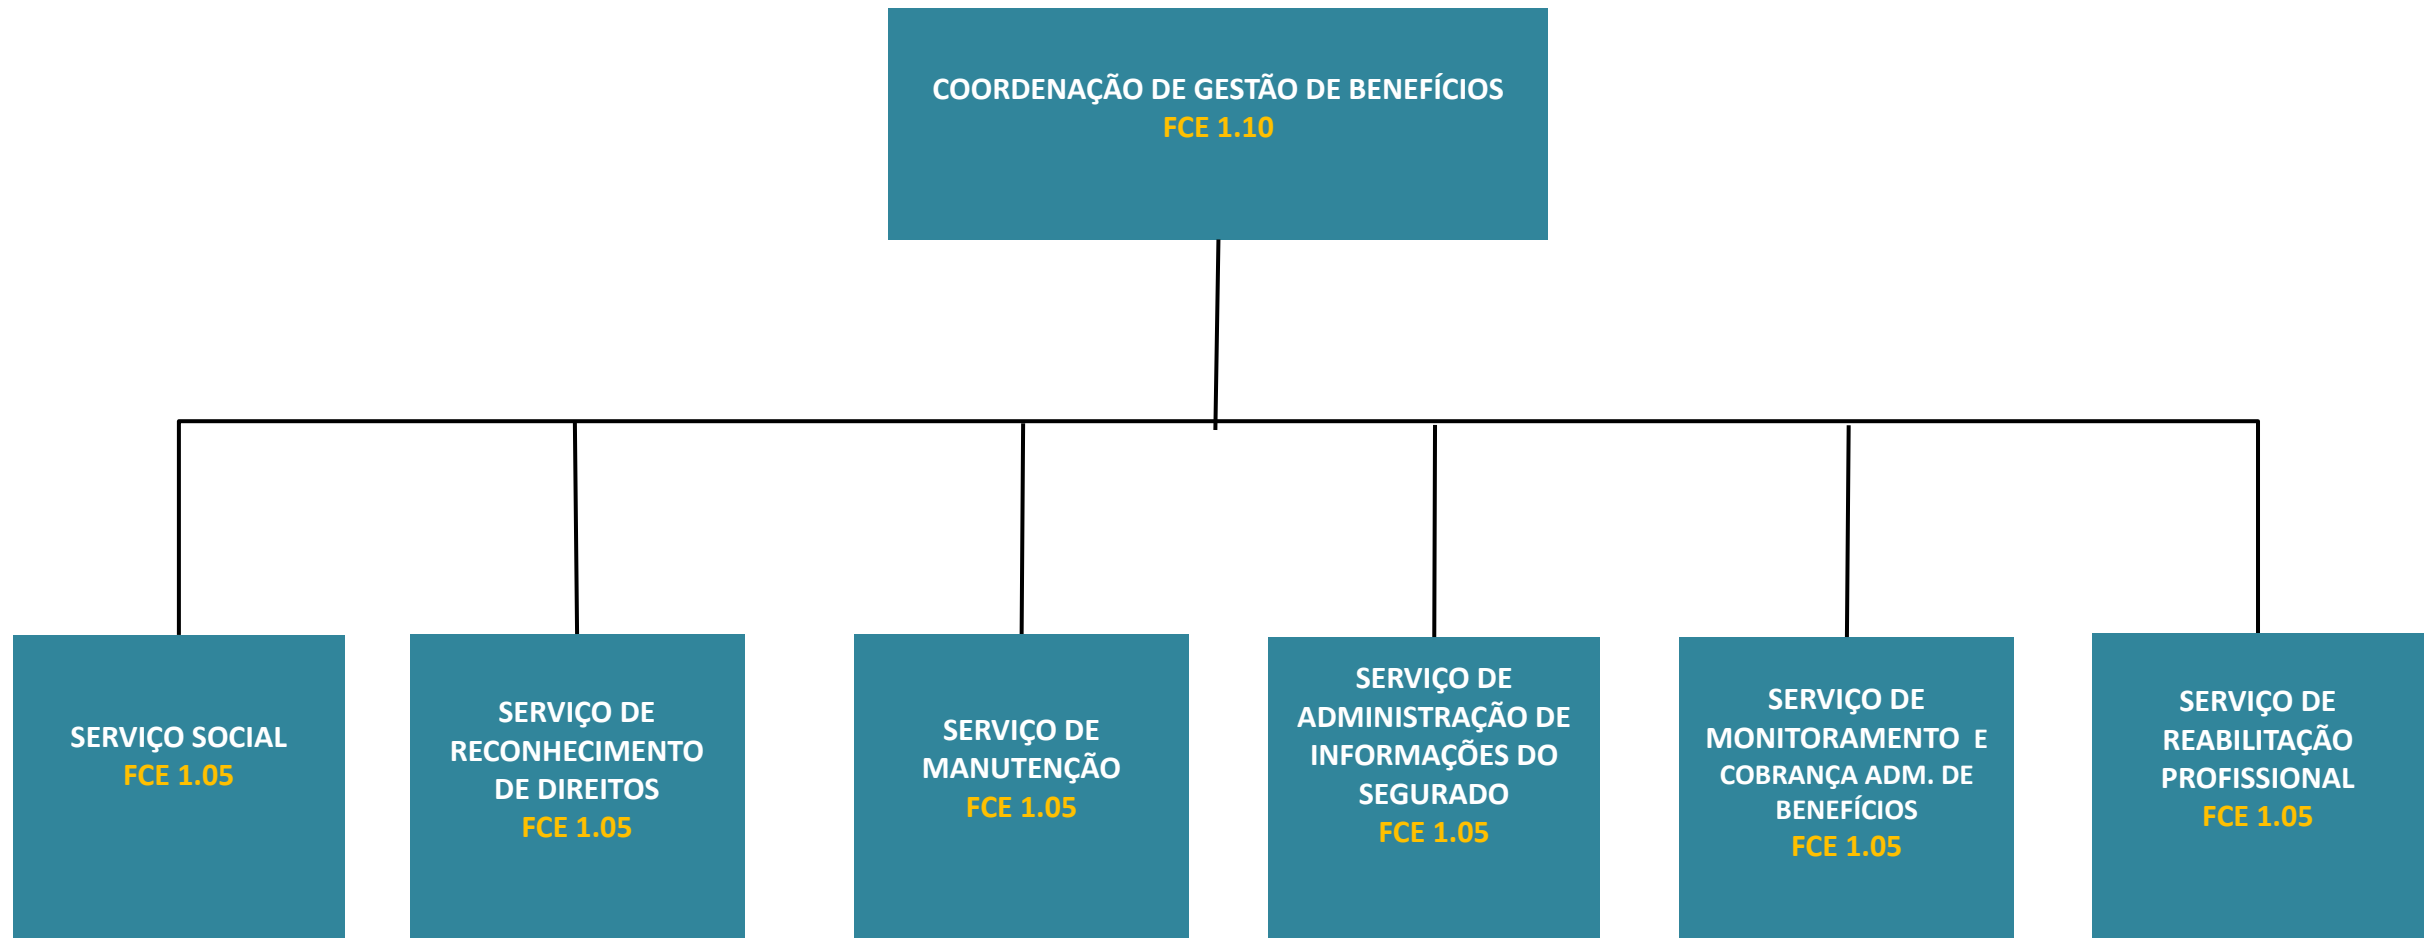 COORDENAÇÃO DE GESTÃO DE BENEFÍCIOS
FCE 1.10
SERVIÇO SOCIAL
FCE 1.05
SERVIÇO DE
RECONHECIMENTO
DE DIREITOS
FCE 1.05
SERVIÇO DE
MANUTENÇÃO
FCE 1.05
SERVIÇO DE
ADMINISTRAÇÃO DE
INFORMAÇÕES DO
SEGURADO
FCE 1.05
SERVIÇO DE
MONITORAMENTO E
COBRANÇA ADM. DE
BENEFÍCIOS
FCE 1.05
SERVIÇO DE
REABILITAÇÃO
PROFISSIONAL
FCE 1.05